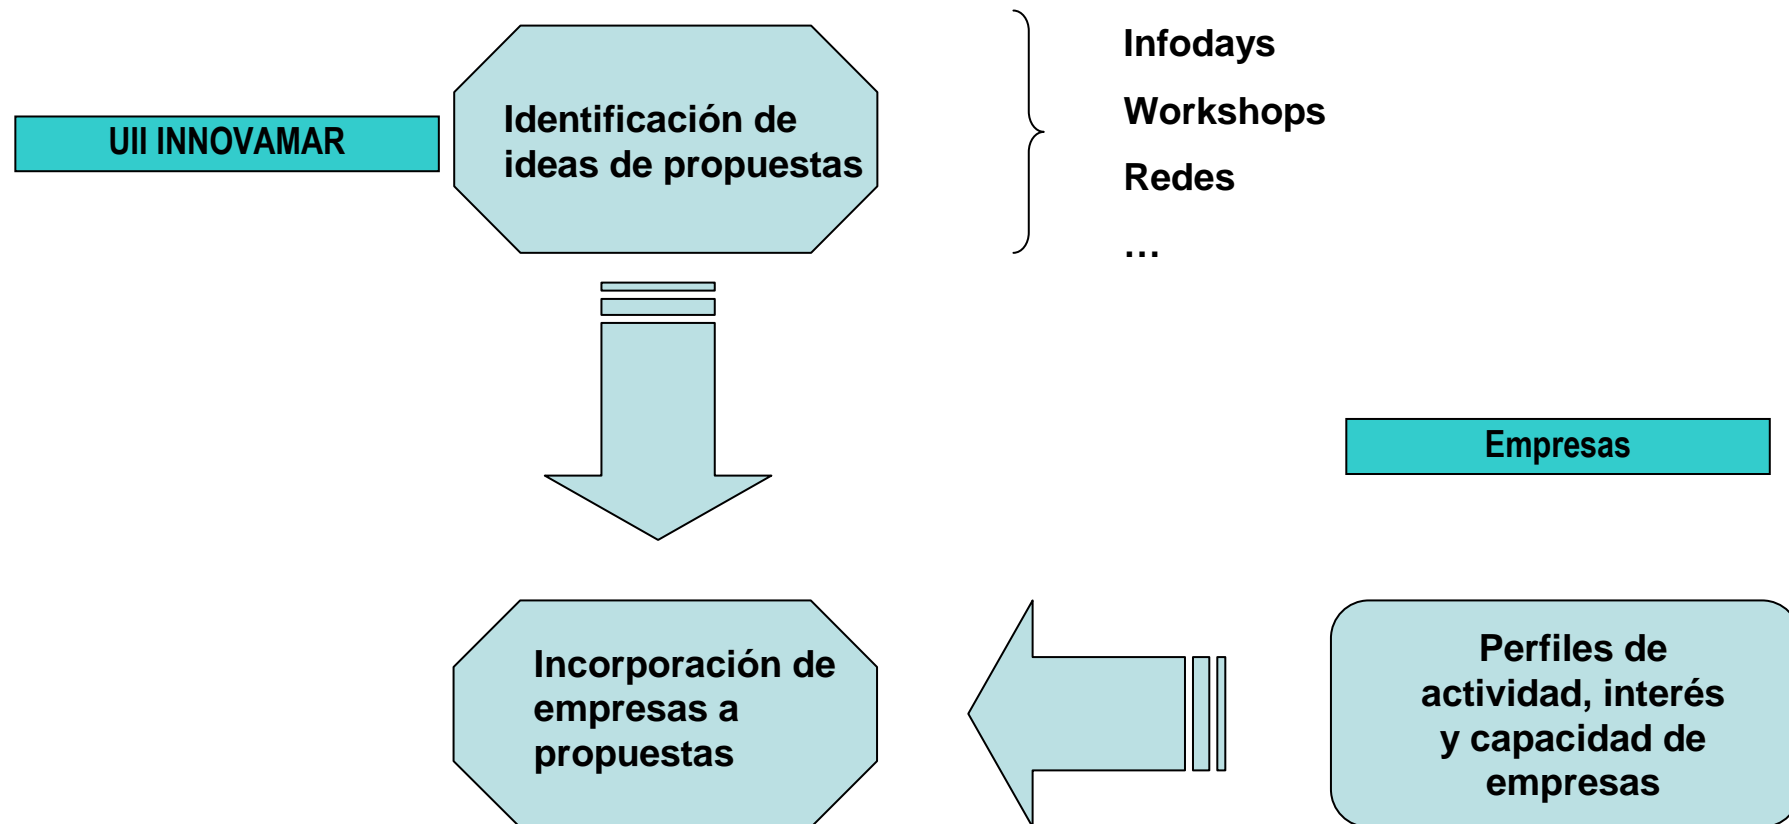 UII INNOVAMAR
Identificación de
ideas de propuestas
Infodays
Workshops
Redes
…
Empresas
Incorporación de
empresas a
propuestas
Perfiles de
actividad, interés
y capacidad de
empresas